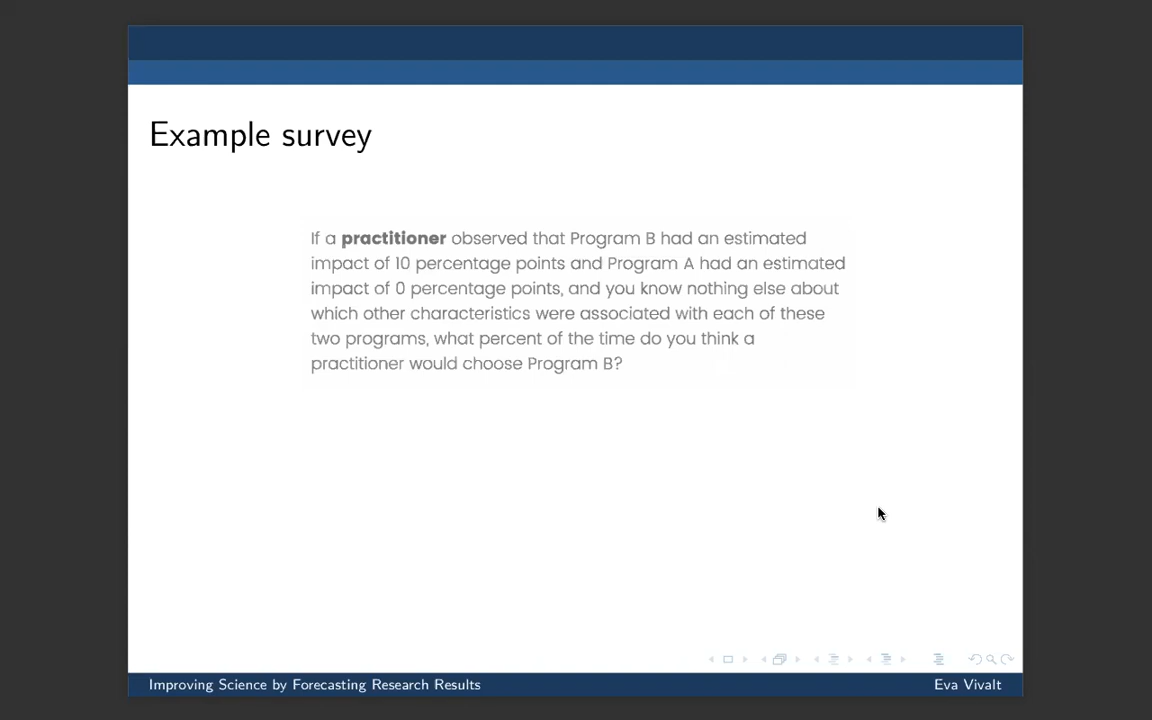 Example survey
If a practitioner observed that Program B had an estimated
impact of 10 percentage points and Program A had an estimated
impact of 0 percentage points, and you know nothing else about
which other characteristics were associated with each of these
two programs, what percent of the time do you think a
practitioner would choose Program B?
Improving Science by Forecasting Research Results
Eva Vivalt